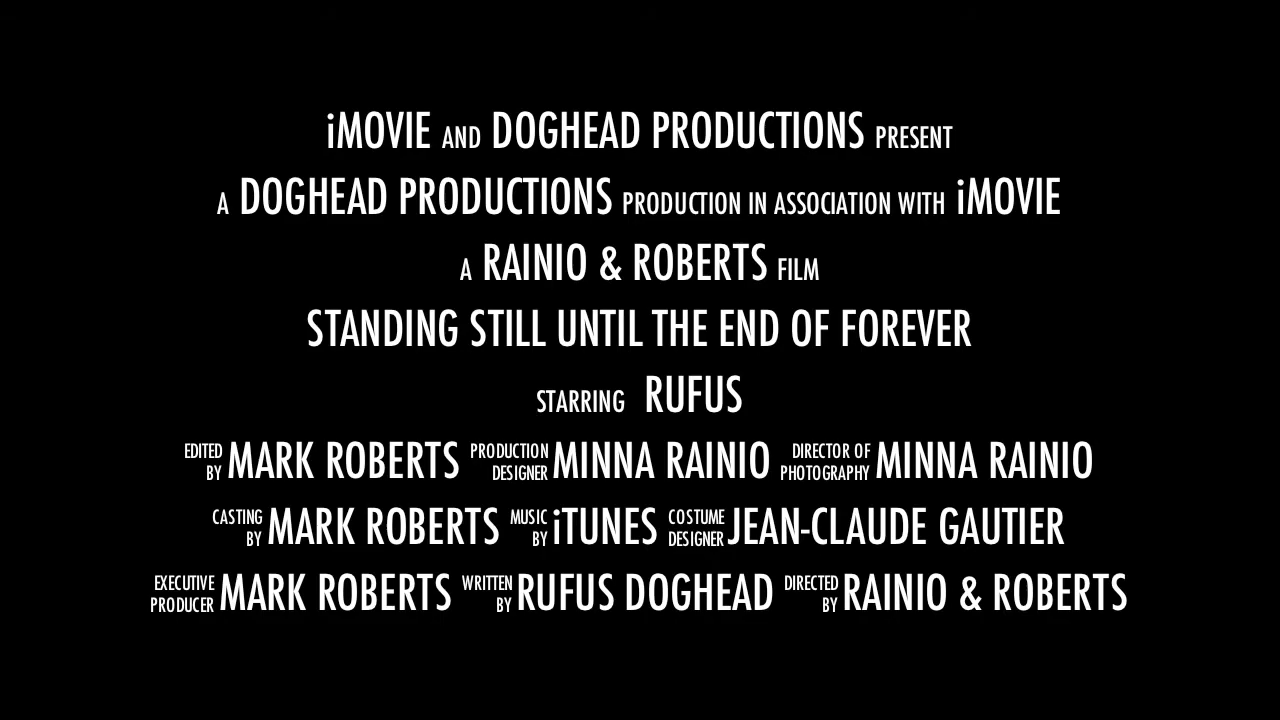 iMOVIE AND DOGHEAD PRODUCTIONS PRESENT
A DOGHEAD PRODUCTIONS PRODUCTION IN ASSOCIATION WITH iMOVIE
A RAINIO & ROBERTS FILM
STANDING STILL UNTIL THE END OF FOREVER
STARRING RUFUS
EDITED BY MARK ROBERTS PRODUCTION DESIGNER MINNA RAINIO DIRECTOR OF PHOTOGRAPHY MINNA RAINIO
CASTING BY MARK ROBERTS MUSIC BY iTUNES COSTUME DESIGNER JEAN-CLAUDE GAUTIER
EXECUTIVE PRODUCER MARK ROBERTS WRITTEN BY RUFUS DOGHEAD DIRECTED BY RAINIO & ROBERTS